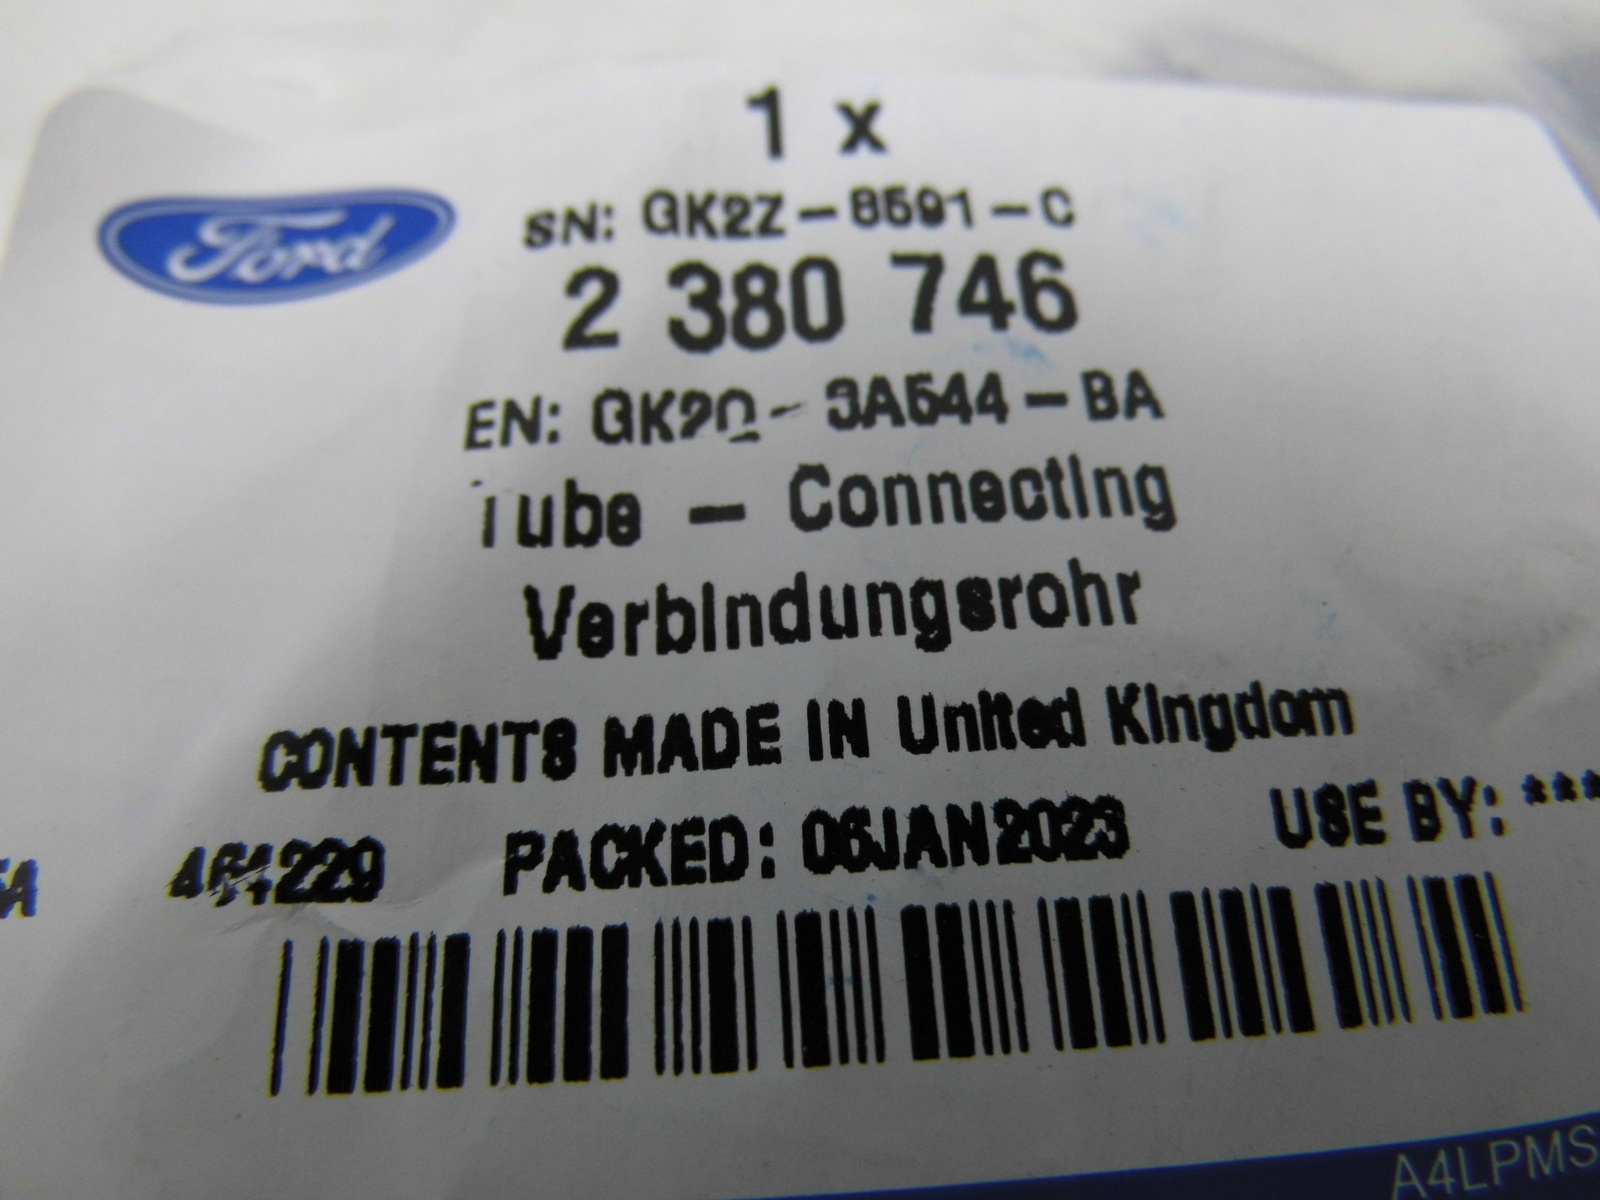 1 x
Ford
SN: GK2Z-8591-C
2 380 746
EN: GK2Q-9A544-BA
Tube - Connecting
Verbindungsrohr
CONTENTS MADE IN United Kingdom
PACKED: 06JAN2023 USE BY: ***
A4LPMS